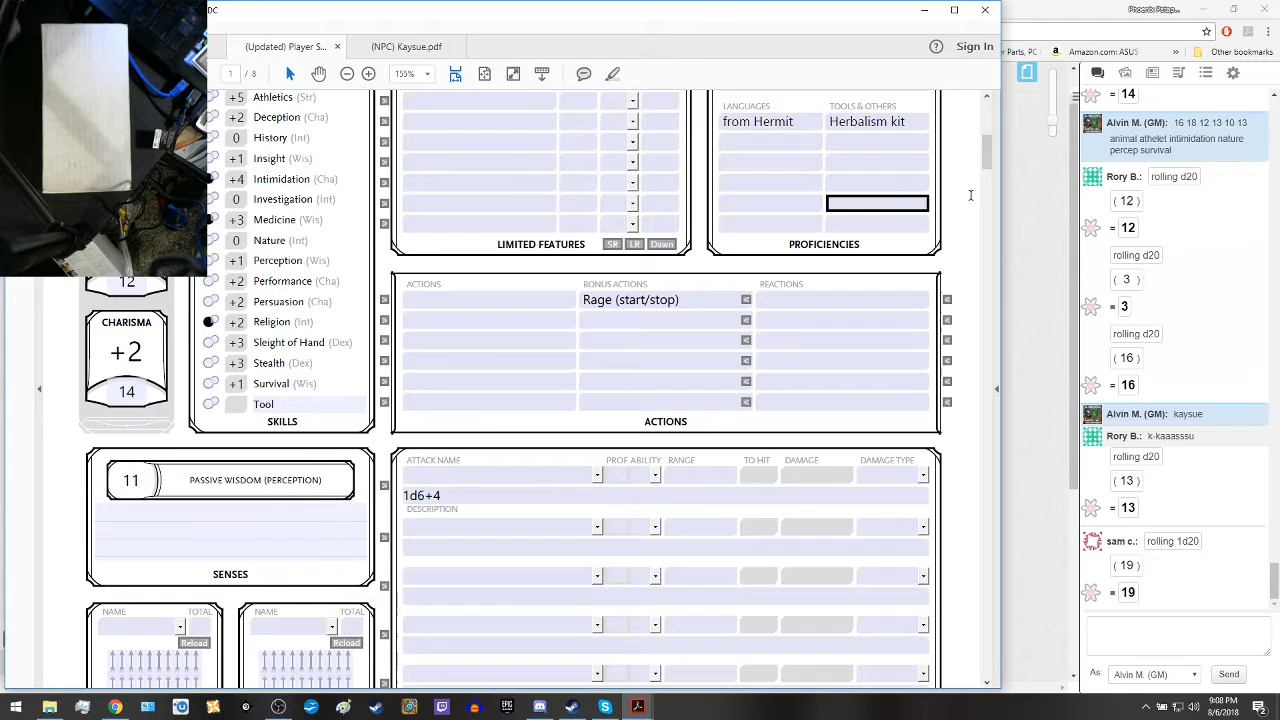 DC
(Updated) Player S...
(NPC) Kaysue.pdf
Sign In
1 / 8
155%
+5 Athletics (Str)
+2 Deception (Cha)
0 History (Int)
+1 Insight (Wis)
+4 Intimidation (Cha)
0 Investigation (Int)
+3 Medicine (Wis)
0 Nature (Int)
+1 Perception (Wis)
+2 Performance (Cha)
+2 Persuasion (Cha)
+2 Religion (Int)
+3 Sleight of Hand (Dex)
+3 Stealth (Dex)
+1 Survival (Wis)
Tool
SKILLS
12
CHARISMA
+2
14
LIMITED FEATURES
SR
LR
Dawn
LANGUAGES
TOOLS & OTHERS
from Hermit
Herbalism kit
PROFICIENCIES
ACTIONS
BONUS ACTIONS
REACTIONS
Rage (start/stop)
ACTIONS
11
PASSIVE WISDOM (PERCEPTION)
SENSES
ATTACK NAME
PROF
ABILITY
RANGE
TO HIT
DAMAGE
DAMAGE TYPE
1d6+4
DESCRIPTION
NAME
TOTAL
Reload
NAME
TOTAL
Reload
Parts, PC
Amazon.com: ASUS
Other bookmarks
= 14
Alvin M. (GM): 16 18 12 13 10 13
animal athelet intimidation nature
percep survival
Rory B.: rolling d20
( 12 )
= 12
rolling d20
( 3 )
= 3
rolling d20
( 16 )
= 16
Alvin M. (GM): kaysue
Rory B.: k-kaaasssu
rolling d20
( 13 )
= 13
sam c.: rolling 1d20
( 19 )
= 19
As: Alvin M. (GM)
Send
9:08 PM
8/6/2018